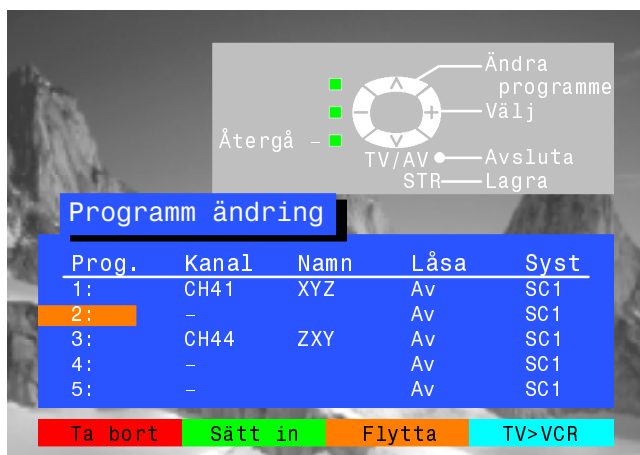 Ändra
programme
Välj
Återgå –
TV/AV Avsluta
STR Lagra
Programm ändring
Prog. Kanal Namn Låsa Syst
1: CH41 XYZ Av SC1
2: – Av SC1
3: CH44 ZXY Av SC1
4: – Av SC1
5: – Av SC1
Ta bort Sätt in Flytta TV>VCR